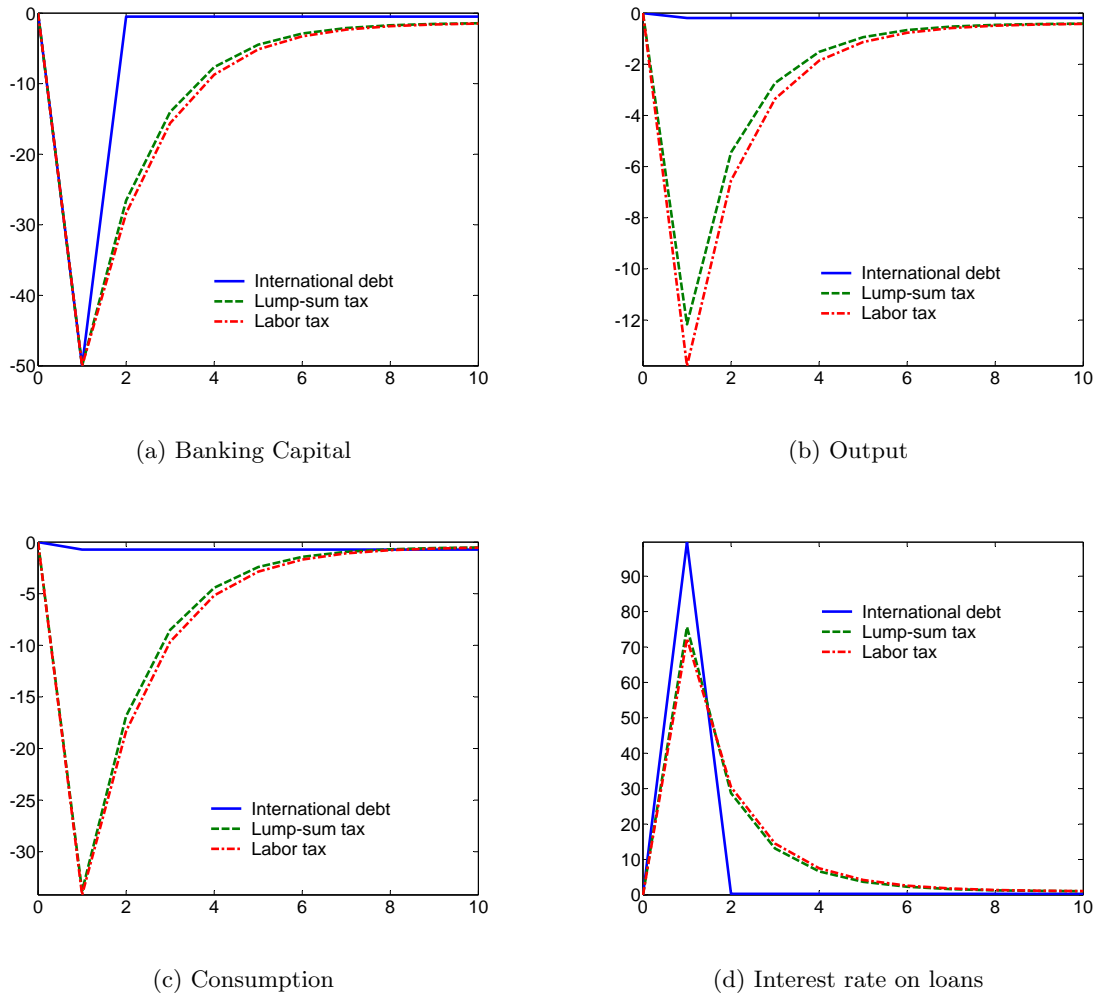 0
-10
-20
-30
-40
-50
0 2 4 6 8 10
International debt
Lump-sum tax
Labor tax
(a) Banking Capital
0
-2
-4
-6
-8
-10
-12
0 2 4 6 8 10
International debt
Lump-sum tax
Labor tax
(b) Output
0
-5
-10
-15
-20
-25
-30
0 2 4 6 8 10
International debt
Lump-sum tax
Labor tax
(c) Consumption
90
80
70
60
50
40
30
20
10
0
0 2 4 6 8 10
International debt
Lump-sum tax
Labor tax
(d) Interest rate on loans